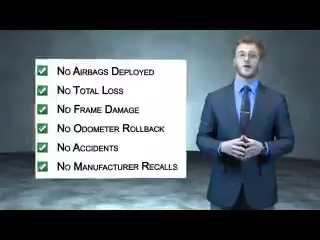 No Airbags Deployed
No Total Loss
No Frame Damage
No Odometer Rollback
No Accidents
No Manufacturer Recalls